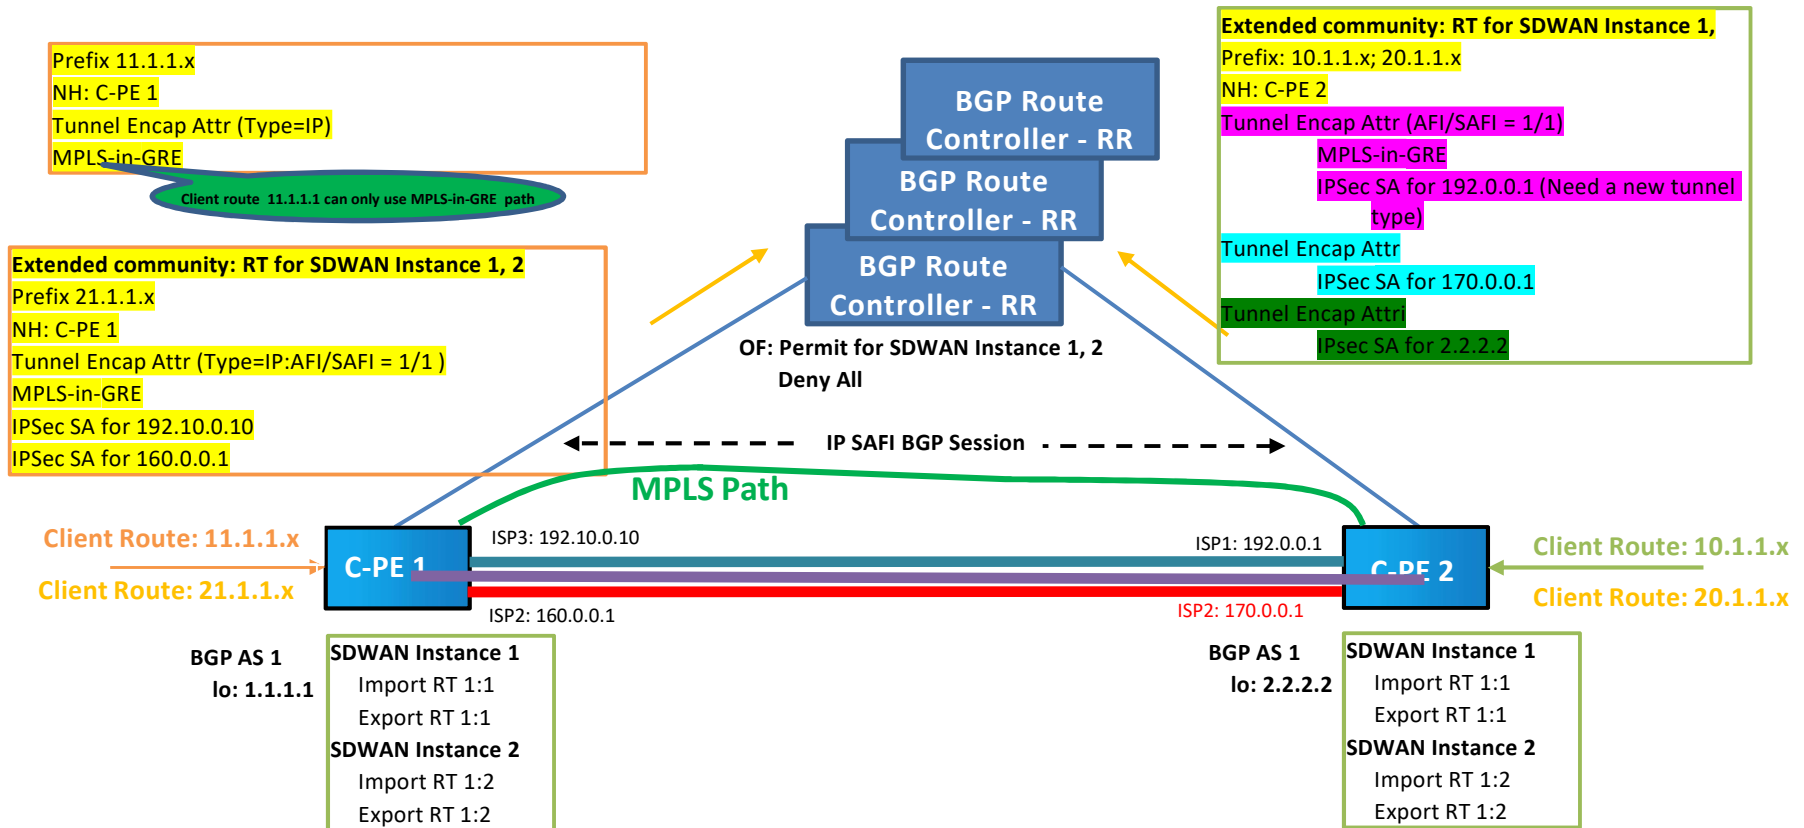 Prefix 11.1.1.x
NH: C-PE 1
Tunnel Encap Attr (Type=IP)
MPLS-in-GRE
Client route 11.1.1.1 can only use MPLS-in-GRE path
Extended community: RT for SDWAN Instance 1, 2
Prefix 21.1.1.x
NH: C-PE 1
Tunnel Encap Attr (Type=IP:AFI/SAFI = 1/1 )
MPLS-in-GRE
IPSec SA for 192.10.0.10
IPSec SA for 160.0.0.1
BGP Route
Controller - RR
BGP Route
Controller - RR
BGP Route
Controller - RR
OF: Permit for SDWAN Instance 1, 2
Deny All
Extended community: RT for SDWAN Instance 1,
Prefix: 10.1.1.x; 20.1.1.x
NH: C-PE 2
Tunnel Encap Attr (AFI/SAFI = 1/1)
MPLS-in-GRE
IPSec SA for 192.0.0.1 (Need a new tunnel
type)
Tunnel Encap Attr
IPSec SA for 170.0.0.1
Tunnel Encap Attri
IPsec SA for 2.2.2.2
IP SAFI BGP Session
MPLS Path
Client Route: 11.1.1.x
Client Route: 21.1.1.x
C-PE 1
ISP3: 192.10.0.10
ISP2: 160.0.0.1
ISP1: 192.0.0.1
ISP2: 170.0.0.1
C-PE 2
Client Route: 10.1.1.x
Client Route: 20.1.1.x
BGP AS 1
lo: 1.1.1.1
SDWAN Instance 1
Import RT 1:1
Export RT 1:1
SDWAN Instance 2
Import RT 1:2
Export RT 1:2
BGP AS 1
lo: 2.2.2.2
SDWAN Instance 1
Import RT 1:1
Export RT 1:1
SDWAN Instance 2
Import RT 1:2
Export RT 1:2